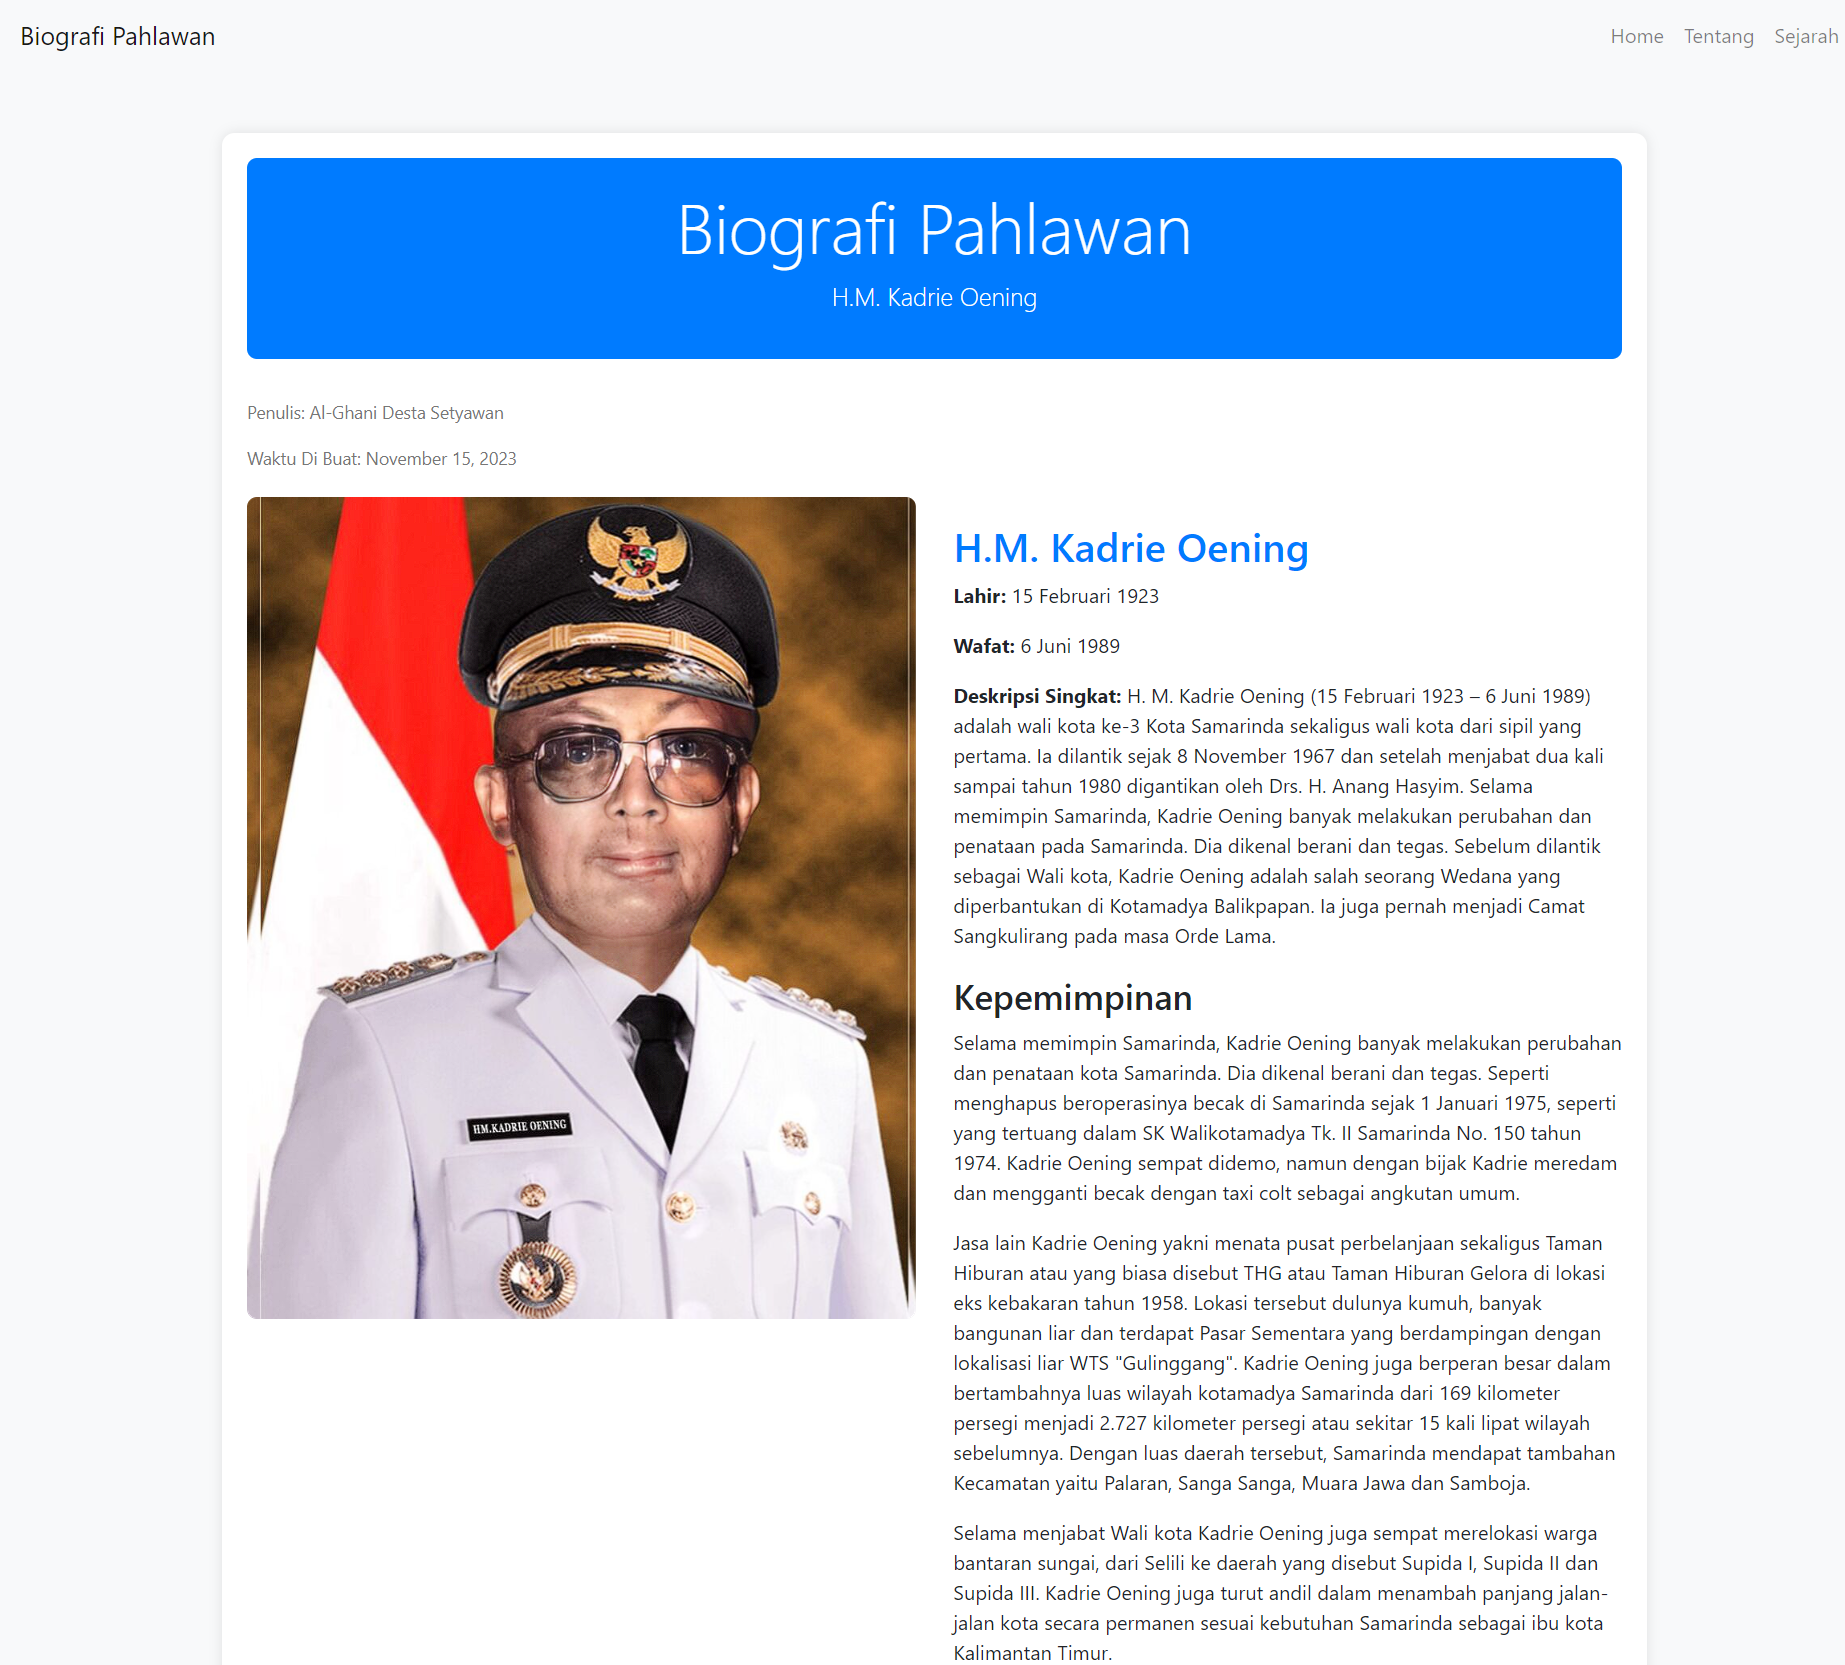 Biografi Pahlawan
Home Tentang Sejarah
Biografi Pahlawan
H.M. Kadrie Oening
Penulis: Al-Ghani Desta Setyawan
Waktu Di Buat: November 15, 2023
HM.KADRIE OENING
H.M. Kadrie Oening
Lahir: 15 Februari 1923
Wafat: 6 Juni 1989
Deskripsi Singkat: H. M. Kadrie Oening (15 Februari 1923 – 6 Juni 1989)
adalah wali kota ke-3 Kota Samarinda sekaligus wali kota dari sipil yang
pertama. Ia dilantik sejak 8 November 1967 dan setelah menjabat dua kali
sampai tahun 1980 digantikan oleh Drs. H. Anang Hasyim. Selama
memimpin Samarinda, Kadrie Oening banyak melakukan perubahan dan
penataan pada Samarinda. Dia dikenal berani dan tegas. Sebelum dilantik
sebagai Wali kota, Kadrie Oening adalah salah seorang Wedana yang
diperbantukan di Kotamadya Balikpapan. Ia juga pernah menjadi Camat
Sangkulirang pada masa Orde Lama.
Kepemimpinan
Selama memimpin Samarinda, Kadrie Oening banyak melakukan perubahan
dan penataan kota Samarinda. Dia dikenal berani dan tegas. Seperti
menghapus beroperasinya becak di Samarinda sejak 1 Januari 1975, seperti
yang tertuang dalam SK Walikotamadya Tk. II Samarinda No. 150 tahun
1974. Kadrie Oening sempat didemo, namun dengan bijak Kadrie meredam
dan mengganti becak dengan taxi colt sebagai angkutan umum.
Jasa lain Kadrie Oening yakni menata pusat perbelanjaan sekaligus Taman
Hiburan atau yang biasa disebut THG atau Taman Hiburan Gelora di lokasi
eks kebakaran tahun 1958. Lokasi tersebut dulunya kumuh, banyak
bangunan liar dan terdapat Pasar Sementara yang berdampingan dengan
lokalisasi liar WTS "Gulinggang". Kadrie Oening juga berperan besar dalam
bertambahnya luas wilayah kotamadya Samarinda dari 169 kilometer
persegi menjadi 2.727 kilometer persegi atau sekitar 15 kali lipat wilayah
sebelumnya. Dengan luas daerah tersebut, Samarinda mendapat tambahan
Kecamatan yaitu Palaran, Sanga Sanga, Muara Jawa dan Samboja.
Selama menjabat Wali kota Kadrie Oening juga sempat merelokasi warga
bantaran sungai, dari Selili ke daerah yang disebut Supida I, Supida II dan
Supida III. Kadrie Oening juga turut andil dalam menambah panjang jalan-
jalan kota secara permanen sesuai kebutuhan Samarinda sebagai ibu kota
Kalimantan Timur.